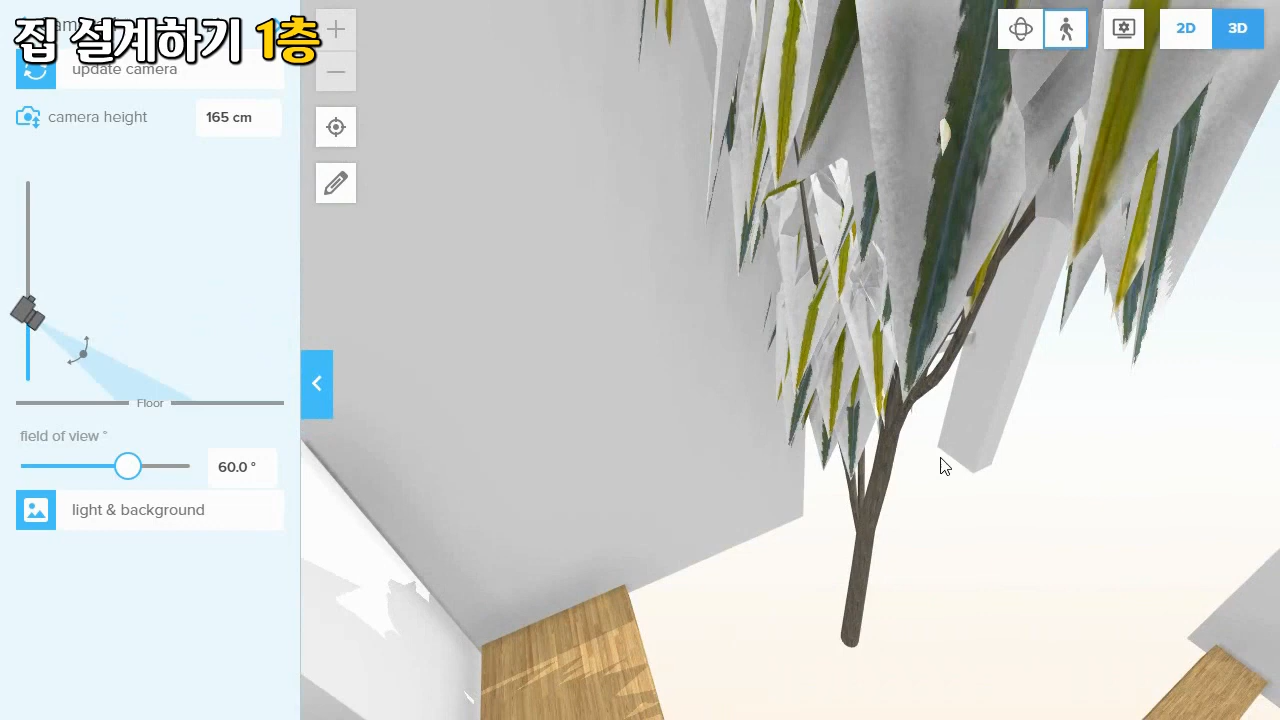 집 설계하기 1층
update camera
camera height
165 cm
Floor
field of view °
60.0 °
light & background
2D
3D